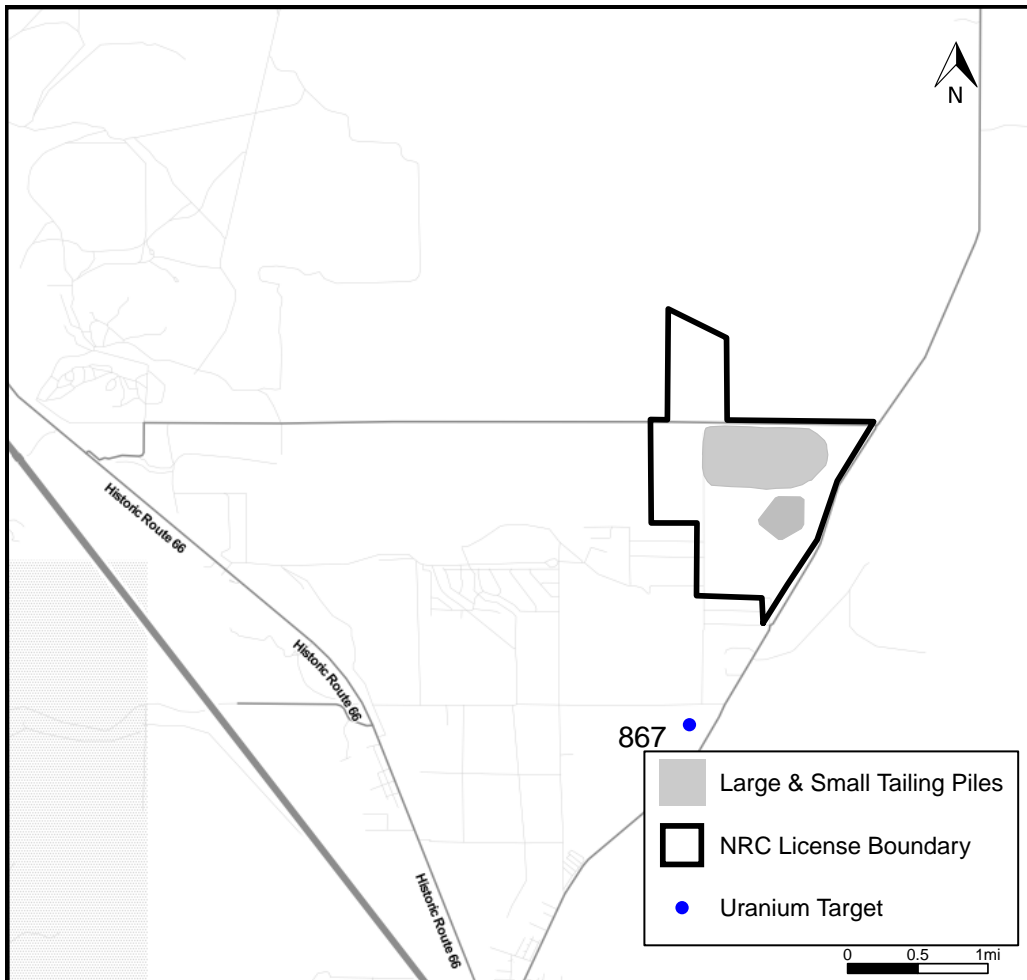 N
Historic Route 66
Historic Route 66
867
Historic Route 66
Large & Small Tailing Piles
NRC License Boundary
Uranium Target
0 0.5 1mi